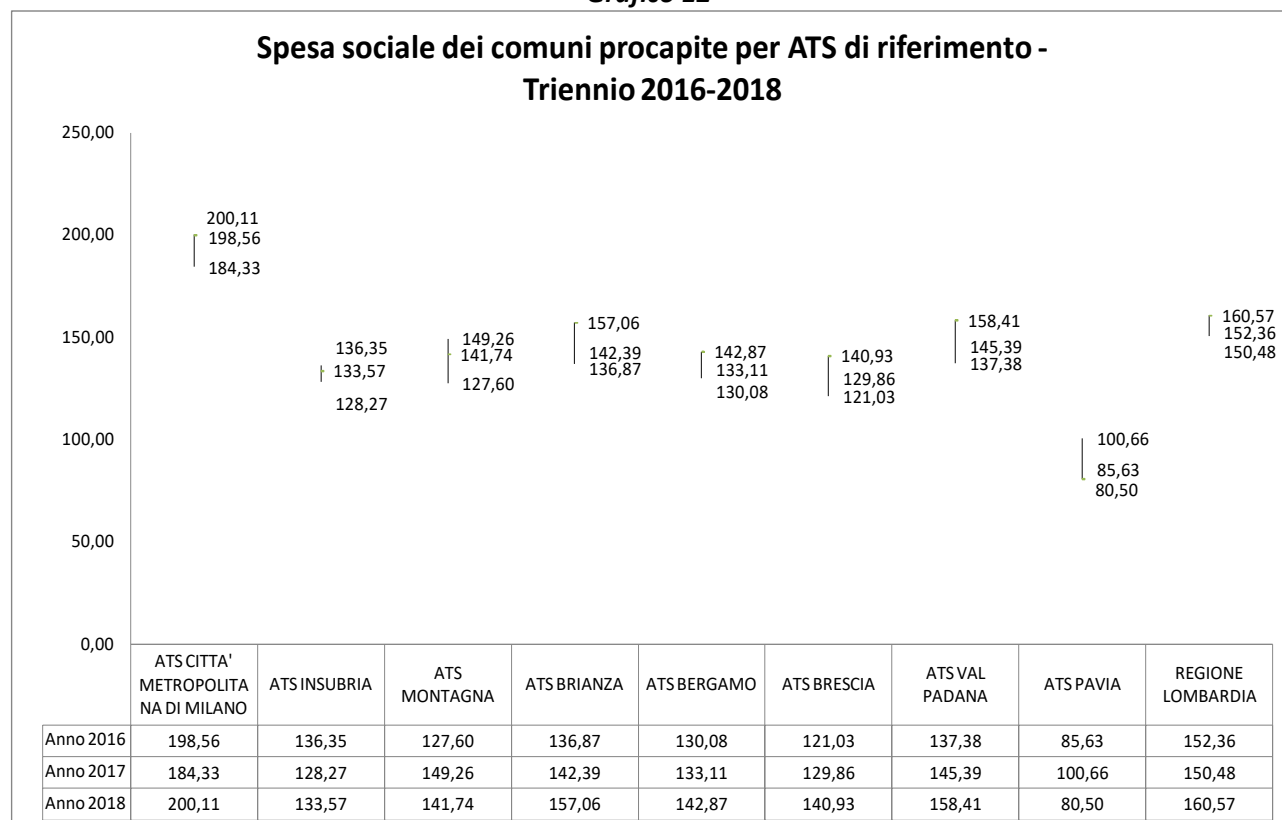 Spesa sociale dei comuni procapite per ATS di riferimento -
Triennio 2016-2018
250,00
200,00
150,00
100,00
50,00
0,00
200,11
198,56
184,33
136,35
133,57
128,27
149,26
141,74
127,60
157,06
142,39
136,87
142,87
133,11
130,08
140,93
129,86
121,03
158,41
145,39
137,38
100,66
85,63
80,50
160,57
152,36
150,48
ATS CITTA'
METROPOLITA
NA DI MILANO
ATS INSUBRIA
ATS
MONTAGNA
ATS BRIANZA
ATS BERGAMO
ATS BRESCIA
ATS VAL
PADANA
ATS PAVIA
REGIONE
LOMBARDIA
Anno 2016 198,56 136,35 127,60 136,87 130,08 121,03 137,38 85,63 152,36
Anno 2017 184,33 128,27 149,26 142,39 133,11 129,86 145,39 100,66 150,48
Anno 2018 200,11 133,57 141,74 157,06 142,87 140,93 158,41 80,50 160,57